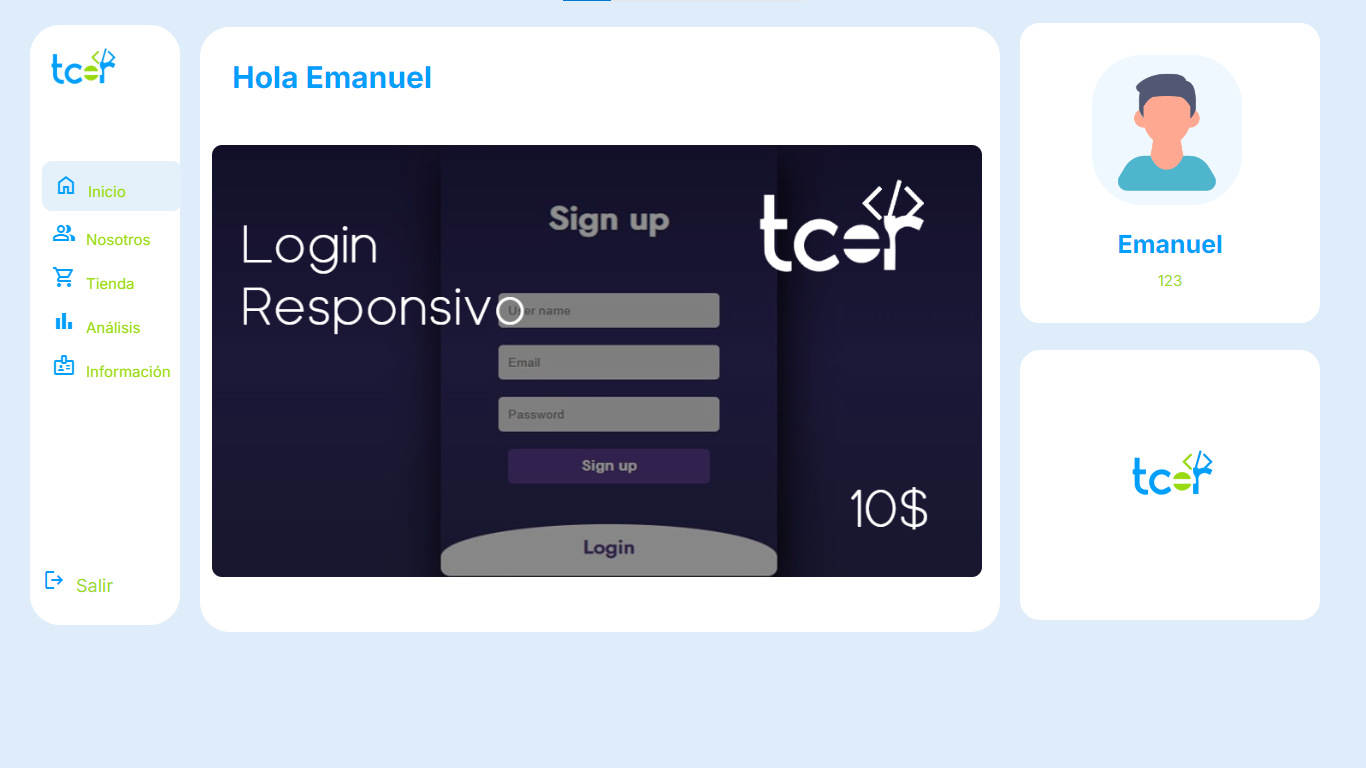 tcer
Inicio
Nosotros
Tienda
Análisis
Información
Salir
Hola Emanuel
Login
Responsivo
Sign up
User name
Email
Password
Sign up
Login
tcer
10$
Emanuel
123
tcer